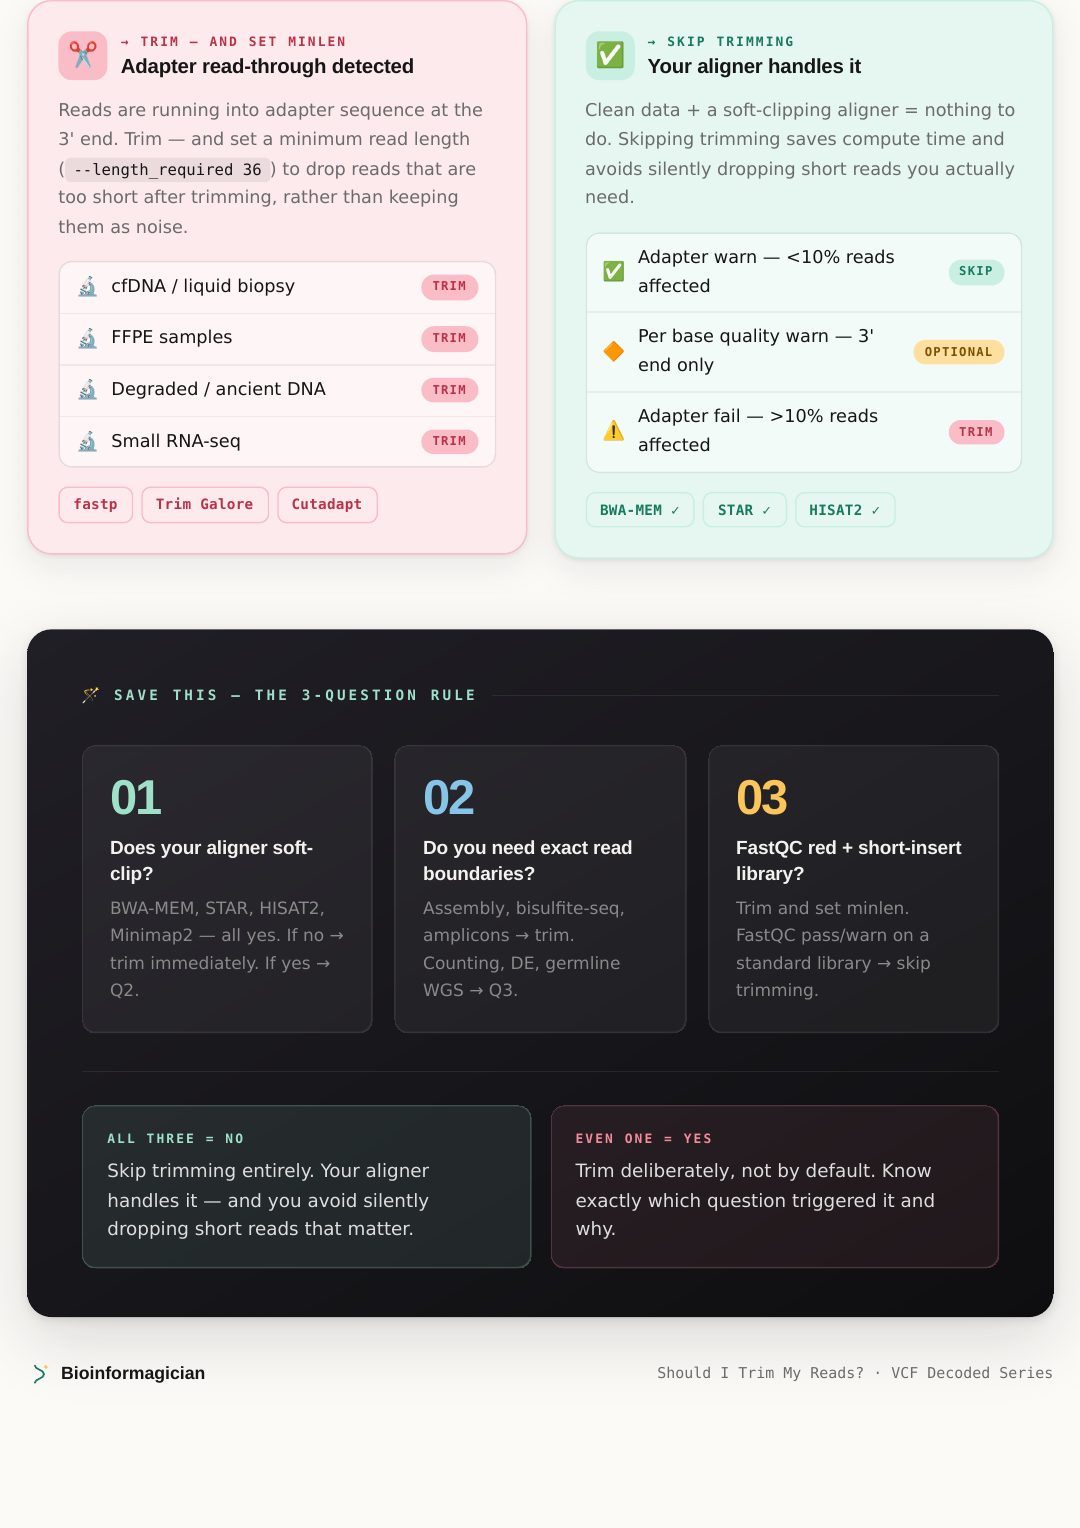 → TRIM — AND SET MINLEN
Adapter read-through detected
Reads are running into adapter sequence at the
3' end. Trim — and set a minimum read length
(--length_required 36) to drop reads that are
too short after trimming, rather than keeping
them as noise.
cfDNA / liquid biopsy TRIM
FFPE samples TRIM
Degraded / ancient DNA TRIM
Small RNA-seq TRIM
fastp Trim Galore Cutadapt
→ SKIP TRIMMING
Your aligner handles it
Clean data + a soft-clipping aligner = nothing to
do. Skipping trimming saves compute time and
avoids silently dropping short reads you actually
need.
Adapter warn — <10% reads
affected
SKIP
Per base quality warn — 3'
end only
OPTIONAL
Adapter fail — >10% reads
affected
TRIM
BWA-MEM ✓ STAR ✓ HISAT2 ✓
SAVE THIS — THE 3-QUESTION RULE
01
Does your aligner soft-
clip?
BWA-MEM, STAR, HISAT2,
Minimap2 — all yes. If no →
trim immediately. If yes →
Q2.
02
Do you need exact read
boundaries?
Assembly, bisulfite-seq,
amplicons → trim.
Counting, DE, germline
WGS → Q3.
03
FastQC red + short-insert
library?
Trim and set minlen.
FastQC pass/warn on a
standard library → skip
trimming.
ALL THREE = NO
Skip trimming entirely. Your aligner
handles it — and you avoid silently
dropping short reads that matter.
EVEN ONE = YES
Trim deliberately, not by default. Know
exactly which question triggered it and
why.
Bioinformagician
Should I Trim My Reads? · VCF Decoded Series